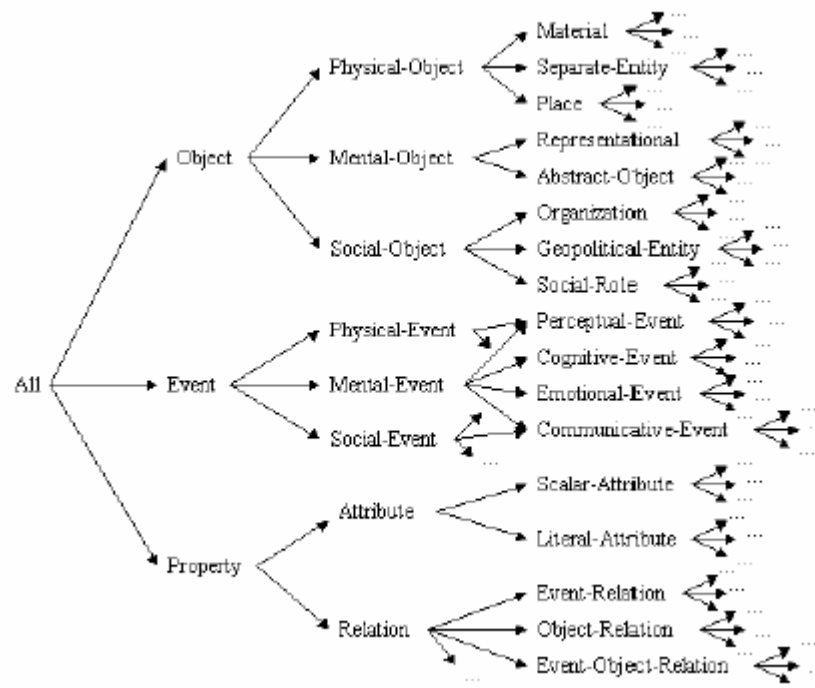 Material
Physical-Object
Separate-Entity
Place
Object
Mental-Object
Representational
Abstract-Object
Social-Object
Organization
Geopolitical-Entity
Social-Role
All
Event
Physical-Event
Perceptual-Event
Mental-Event
Cognitive-Event
Emotional-Event
Social-Event
Communicative-Event
Property
Attribute
Scalar-Attribute
Literal-Attribute
Relation
Event-Relation
Object-Relation
Event-Object-Relation